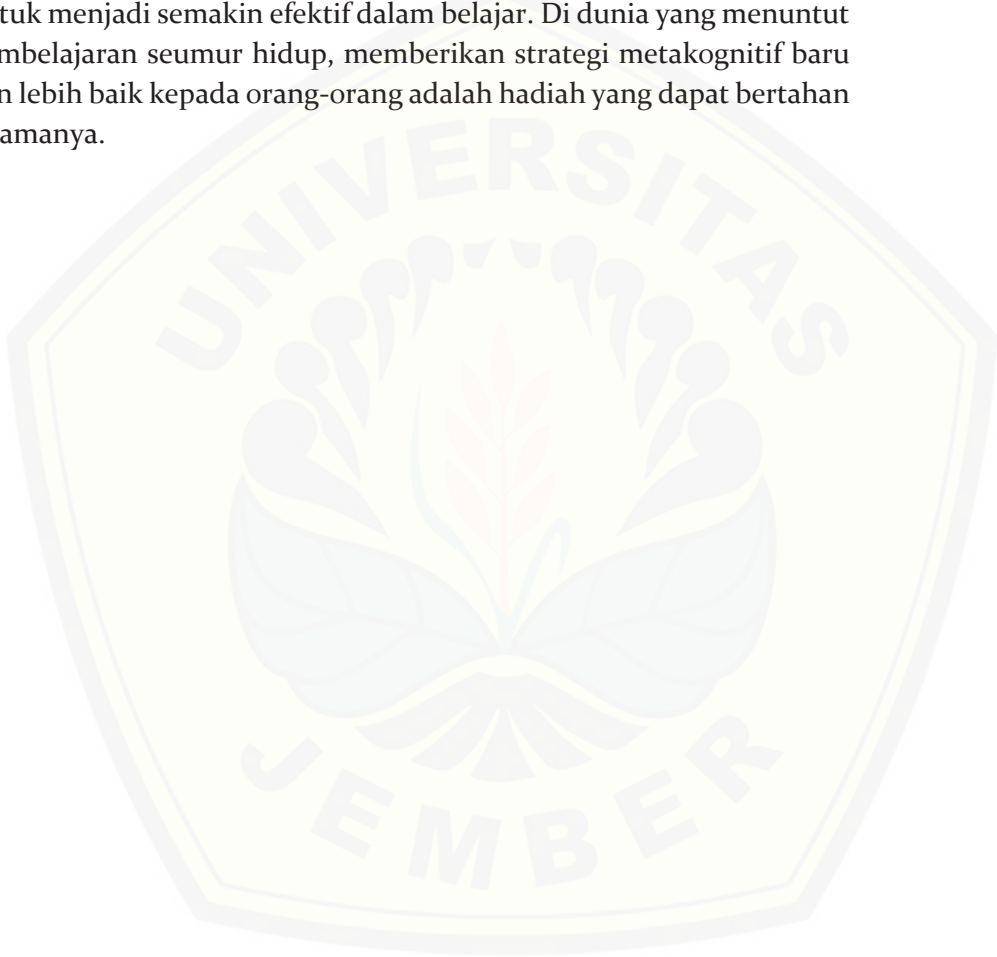 tuk menjadi semakin efektif dalam belajar. Di dunia yang menuntut
mbelajaran seumur hidup, memberikan strategi metakognitif baru
n lebih baik kepada orang-orang adalah hadiah yang dapat bertahan
amanya.
UNIVERSITAS
JEMBER